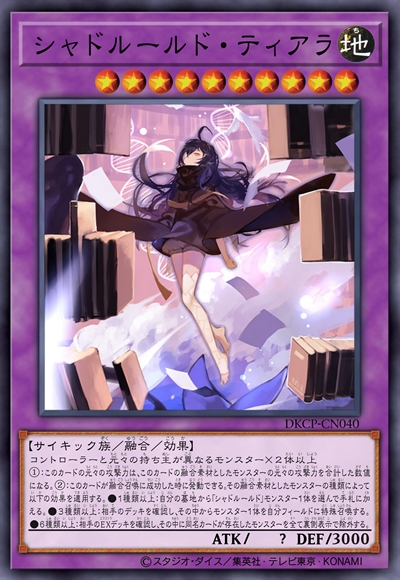 シャドルールド・ティアラ
地
DKCP-CN040
【サイキック族／融合／効果】
コントローラーと元々の持ち主が異なるモンスター×2体以上
①：このカードの元々の攻撃力は、このカードの融合素材としたモンスターの元々の攻撃力を合計した数値
になる。②：このカードが融合召喚に成功した時に発動できる。その融合素材としたモンスターの種類によって
以下の効果を適用する。●1種類以上：自分の墓地から「シャドルールド」モンスター1体を選んで手札にか
える。●3種類以上：相手のデッキを確認し、その中からモンスター1体を自分フィールドに特殊召喚する。
●6種類以上：相手のEXデッキを確認し、その中に同名カードが存在したモンスターを全て裏側表示で除外する。
ATK/ DEF/3000
©スタジオ・ダイス／集英社・テレビ東京・KONAMI